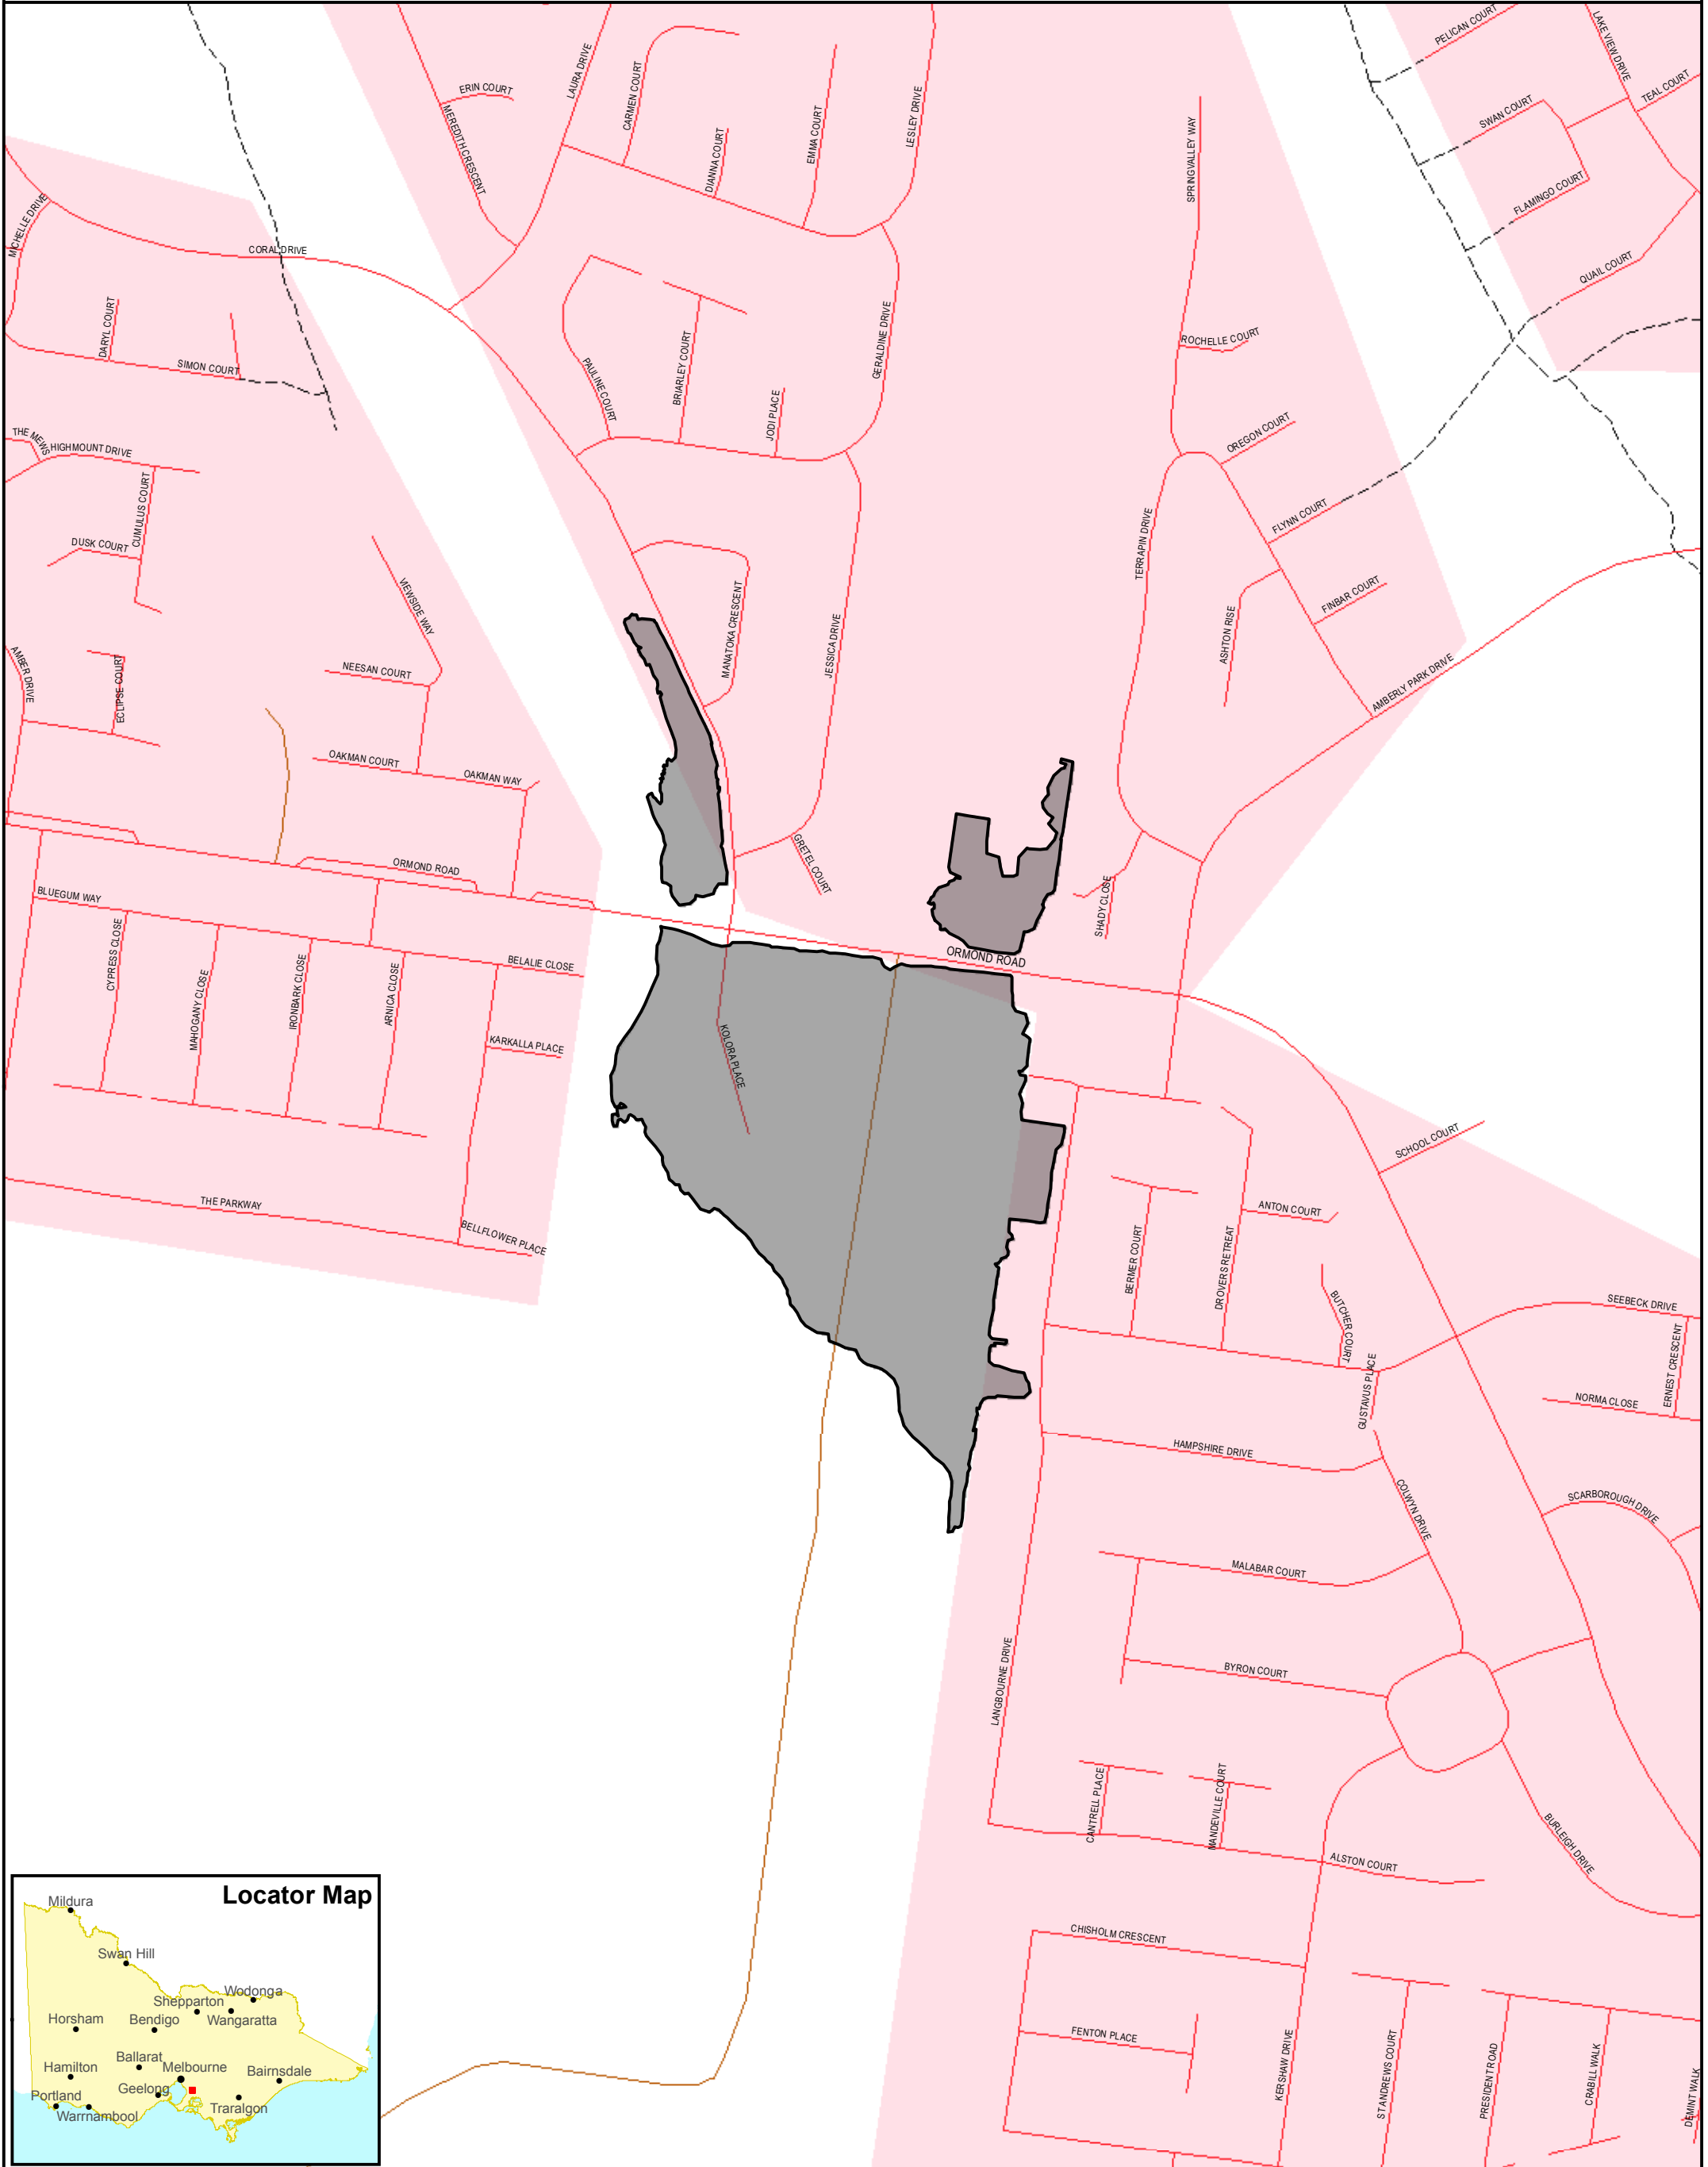 PELICAN COURT
LAKE VIEW DRIVE
TEAL COURT
SWAN COURT
FLAMINGO COURT
QUAIL COURT
ERIN COURT
MEREDITH CRESCENT
LAURA DRIVE
CARMEN COURT
DIANNA COURT
EMMA COURT
LESLEY DRIVE
SPRINGVALLEY WAY
MICHELLE DRIVE
CORAL DRIVE
DARYL COURT
SIMON COURT
PAULINE COURT
BRIARLEY COURT
JODI PLACE
GERALDINE DRIVE
ROCHELLE COURT
OREGON COURT
THE MEWS
HIGHMOUNT DRIVE
CUMULUS COURT
DUSK COURT
FLYNN COURT
TERRAPIN DRIVE
FINBAR COURT
ASHTON RISE
VIEWSIDE WAY
MANATOKA CRESCENT
JESSICA DRIVE
AMBER DRIVE
ECLIPSE COURT
NEESAN COURT
AMBERLY PARK DRIVE
OAKMAN COURT
OAKMAN WAY
ORMOND ROAD
GRETEL COURT
SHADY CLOSE
BLUEGUM WAY
CYPRESS CLOSE
MAHOGANY CLOSE
IRONBARK CLOSE
ARNICA CLOSE
BELALIE CLOSE
ORMOND ROAD
KARKALLA PLACE
KOLORA PLACE
SCHOOL COURT
THE PARKWAY
BELLFLOWER PLACE
ANTON COURT
BERMER COURT
DROVERS RETREAT
BUTCHER COURT
SEEBECK DRIVE
ERNEST CRESCENT
GUSTAVUS PLACE
NORMA CLOSE
HAMPSHIRE DRIVE
COLWYN DRIVE
SCARBOROUGH DRIVE
MALABAR COURT
LANGBOURNE DRIVE
BYRON COURT
CANTRELL PLACE
MANDEVILLE COURT
BURLEIGH DRIVE
ALSTON COURT
CHISHOLM CRESCENT
FENTON PLACE
KERSHAW DRIVE
ST ANDREWS COURT
PRESIDENT ROAD
CRABILL WALK
DEMINT WALK
Locator Map
Mildura
Swan Hill
Wodonga
Shepparton
Wangaratta
Horsham
Bendigo
Ballarat
Melbourne
Hamilton
Bairnsdale
Geelong
Portland
Traralgon
Warrnambool